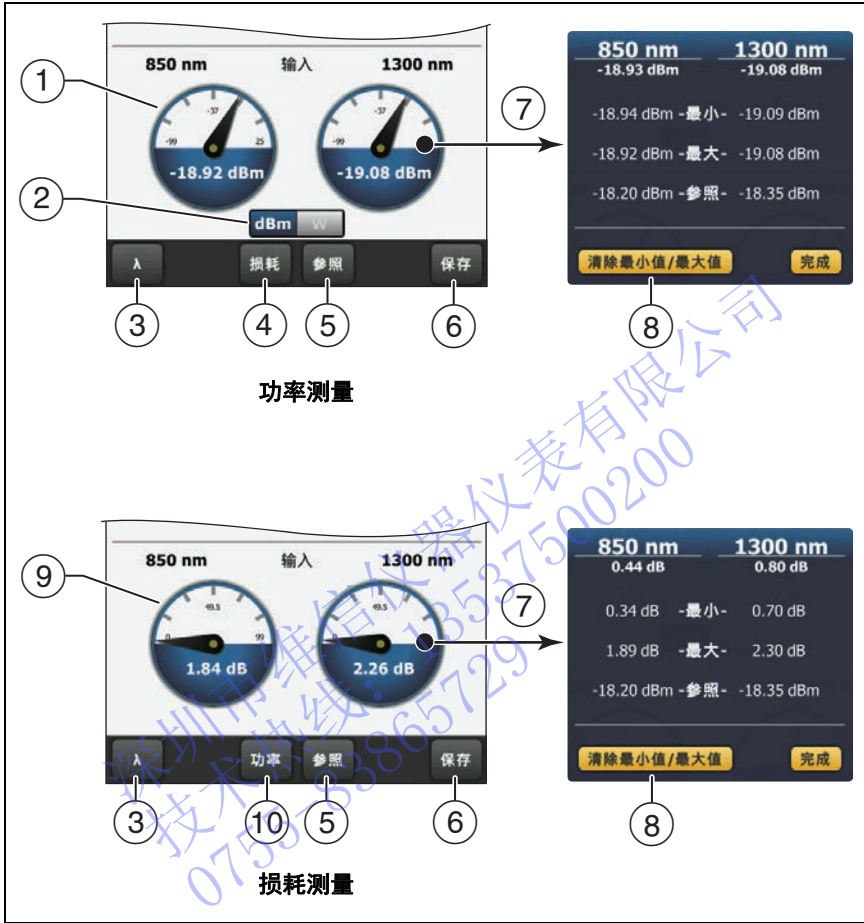 850 nm 输入 1300 nm
1
-37
-99 25
-18.92 dBm
-37
-99
-19.08 dBm
2
dBm W
λ 损耗 参照 保存
3 4 5 6
7
850 nm 1300 nm
-18.93 dBm -19.08 dBm
-18.94 dBm -最小- -19.09 dBm
-18.92 dBm -最大- -19.08 dBm
-18.20 dBm -参照- -18.35 dBm
清除最小值/最大值 完成
8
功率测量
850 nm 输入 1300 nm
9
49.5
0 99
1.84 dB
49.5
0
2.26 dB
λ 功率 参照 保存
3 10 5 6
7
850 nm 1300 nm
0.44 dB 0.80 dB
0.34 dB -最小- 0.70 dB
1.89 dB -最大- 2.30 dB
-18.20 dBm -参照- -18.35 dBm
清除最小值/最大值 完成
8
损耗测量
深圳市维信仪器仪表有限公司
技术热线：13537500200
0755-83865729